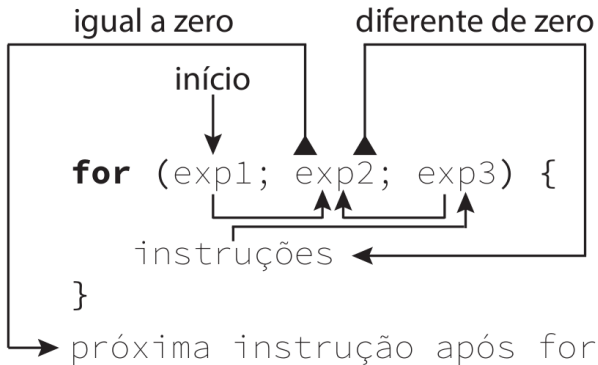 igual a zero diferente de zero
início
for (exp1; exp2; exp3) {
instruções
}
próxima instrução após for